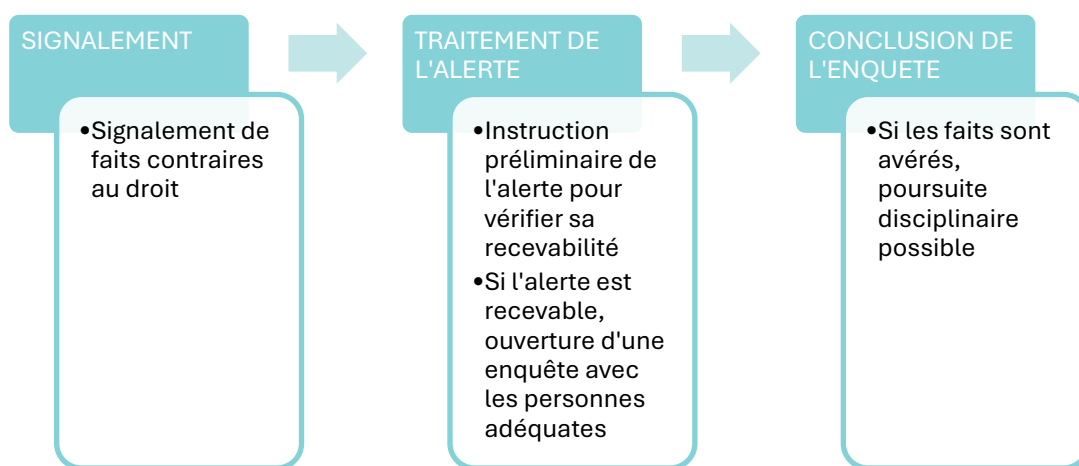 SIGNALEMENT
•Signalement de
faits contraires
au droit
TRAITEMENT DE
L'ALERTE
•Instruction
préliminaire de
l'alerte pour
vérifier sa
recevabilité
•Si l'alerte est
recevable,
ouverture d'une
enquête avec
les personnes
adéquates
CONCLUSION DE
L'ENQUETE
•Si les faits sont
avérés,
poursuite
disciplinaire
possible